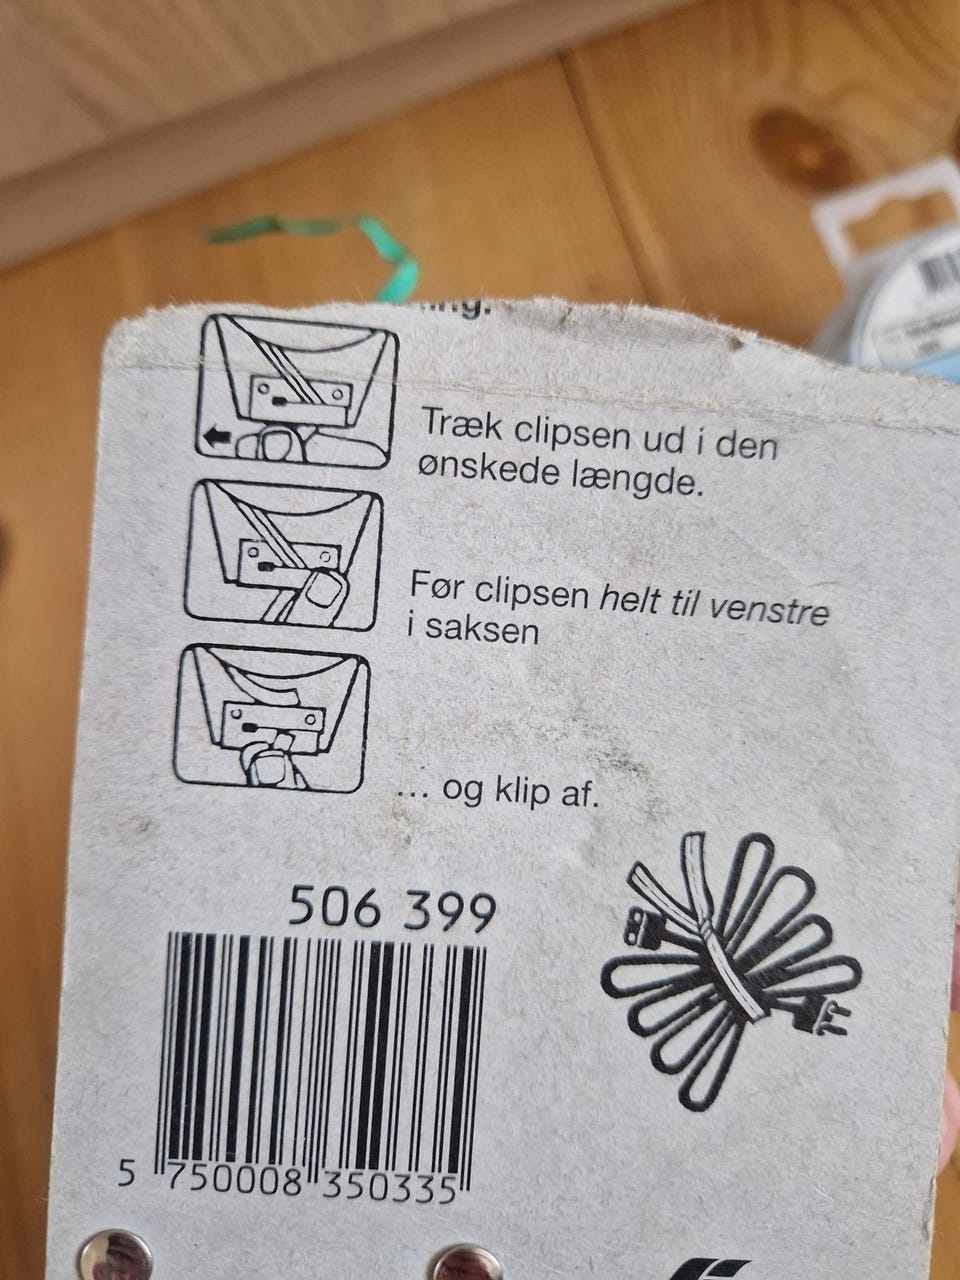 Træk clipsen ud i den
ønskede længde.
Før clipsen helt til venstre
i saksen
... og klip af.
506 399
5 750008 350335